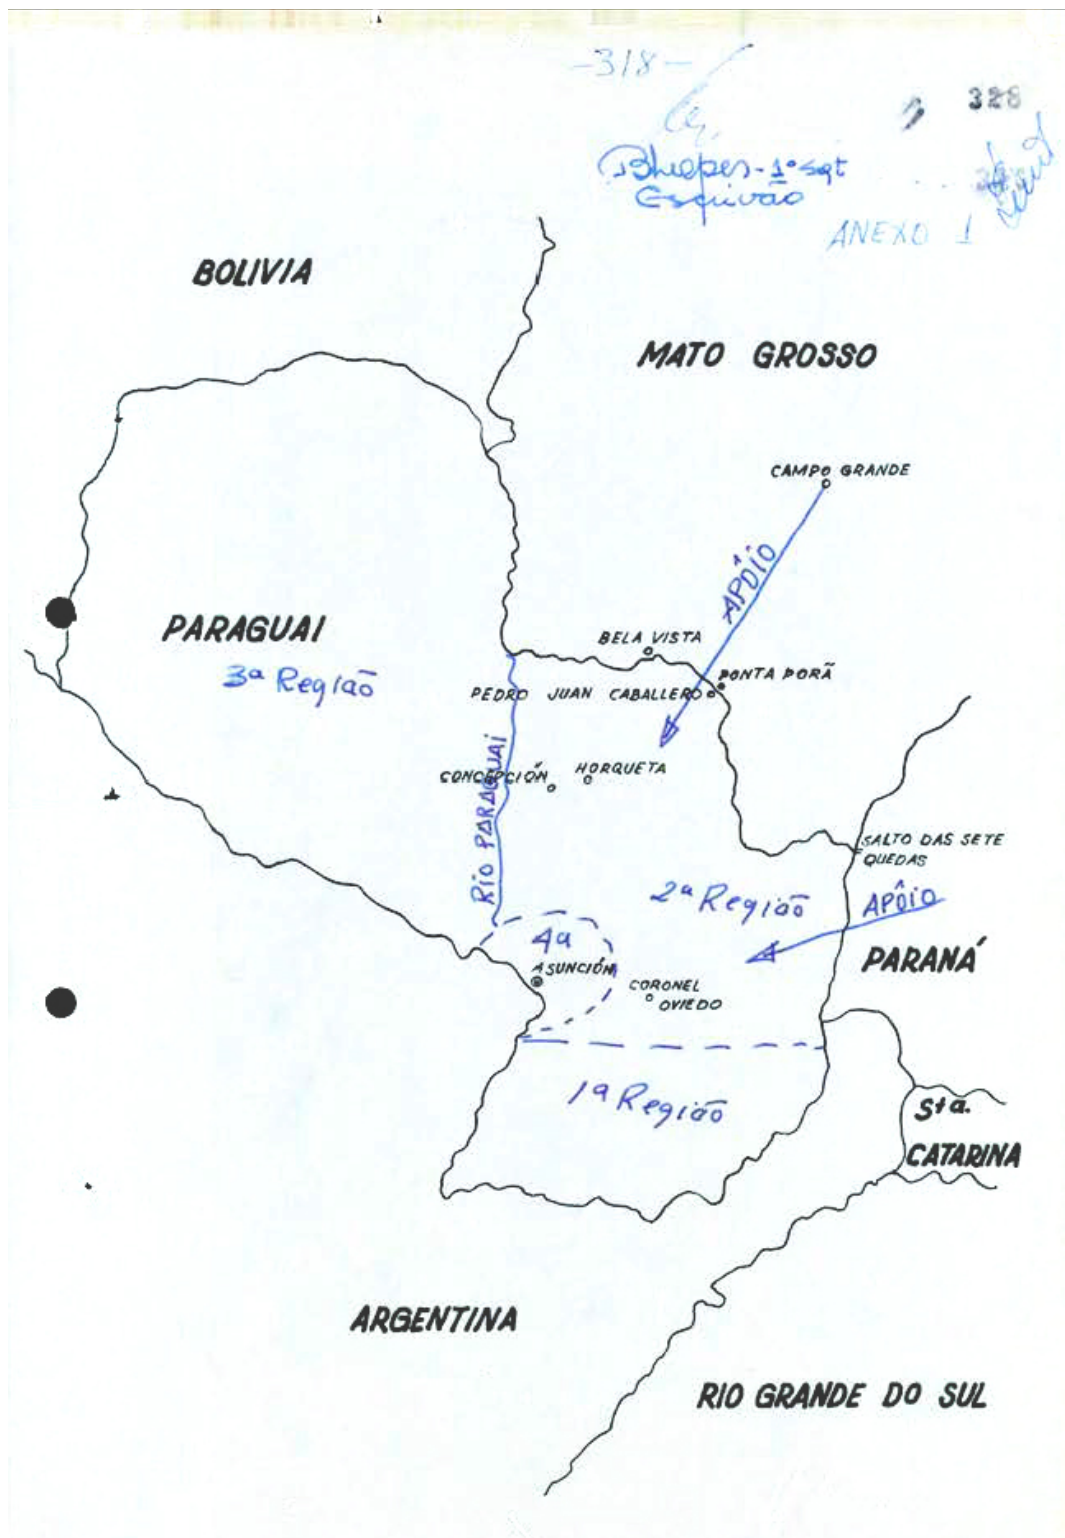 -318-
328
1º Sgt
Escrivão
ANEXO 1
BOLIVIA
MATO GROSSO
CAMPO GRANDE
APÔIO
PARAGUAI
3ª Região
BELA VISTA
PONTA PORÃ
PEDRO JUAN CABALLERO
RIO PARAGUAI
CONCEPCIÓN
HORQUETA
SALTO DAS SETE
QUEDAS
2ª Região
APÔIO
4ª
ASUNCIÓN
PARANÁ
CORONEL
OVIEDO
1ª Região
Sta.
CATARINA
ARGENTINA
RIO GRANDE DO SUL